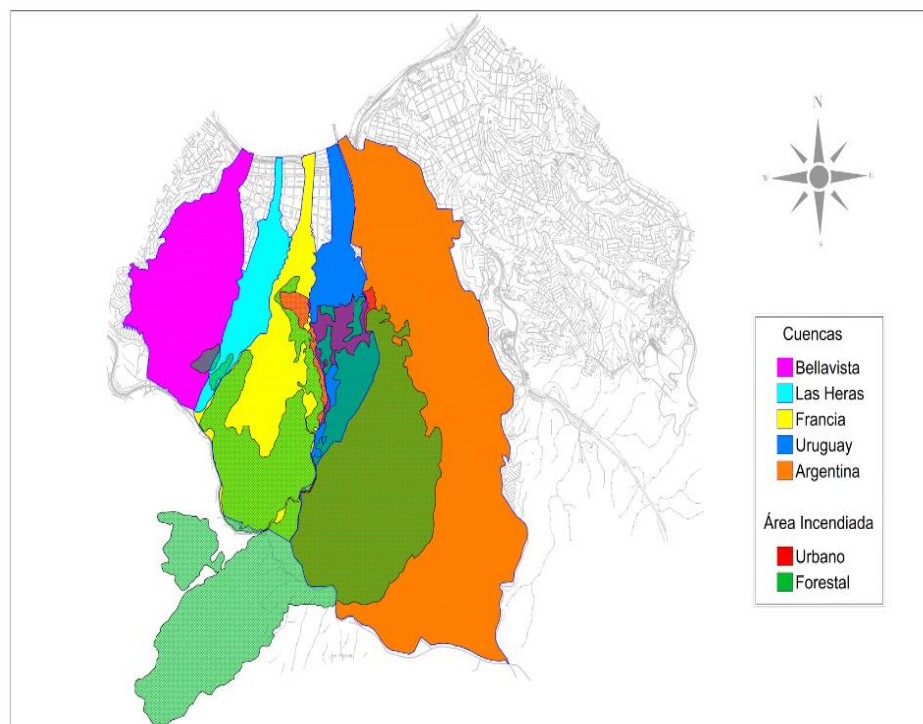 N
W
E
S
Cuencas
Bellavista
Las Heras
Francia
Uruguay
Argentina
Área Incendiada
Urbano
Forestal